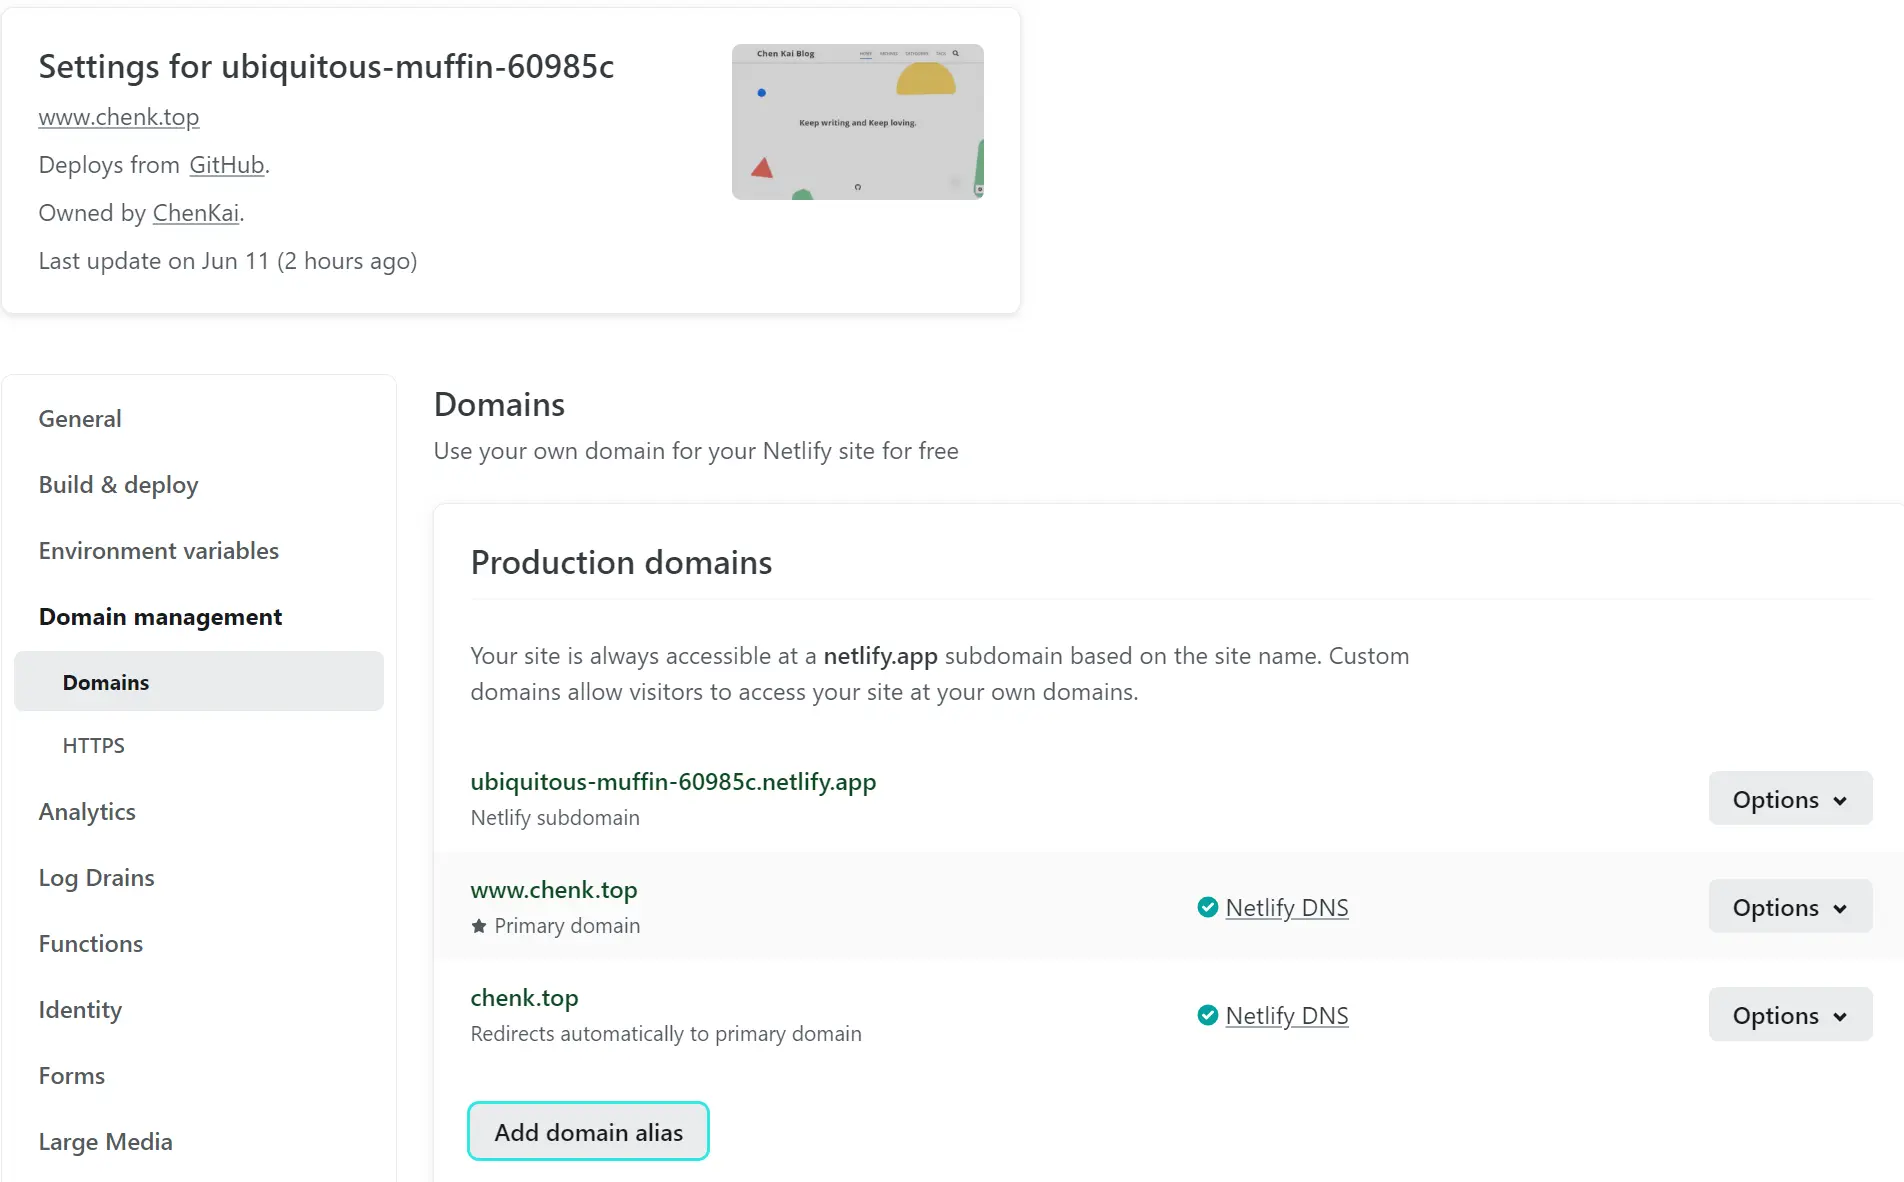 Settings for ubiquitous-muffin-60985c
www.chenk.top
Deploys from GitHub.
Owned by ChenKai.
Last update on Jun 11 (2 hours ago)
Chen Kai Blog
HOME ARCHIVES CATEGORIES TAGS
Keep writing and Keep loving.
General
Build & deploy
Environment variables
Domain management
Domains
HTTPS
Analytics
Log Drains
Functions
Identity
Forms
Large Media
Domains
Use your own domain for your Netlify site for free
Production domains
Your site is always accessible at a netlify.app subdomain based on the site name. Custom
domains allow visitors to access your site at your own domains.
ubiquitous-muffin-60985c.netlify.app
Netlify subdomain
Options
www.chenk.top
Primary domain
Netlify DNS
Options
chenk.top
Redirects automatically to primary domain
Netlify DNS
Options
Add domain alias